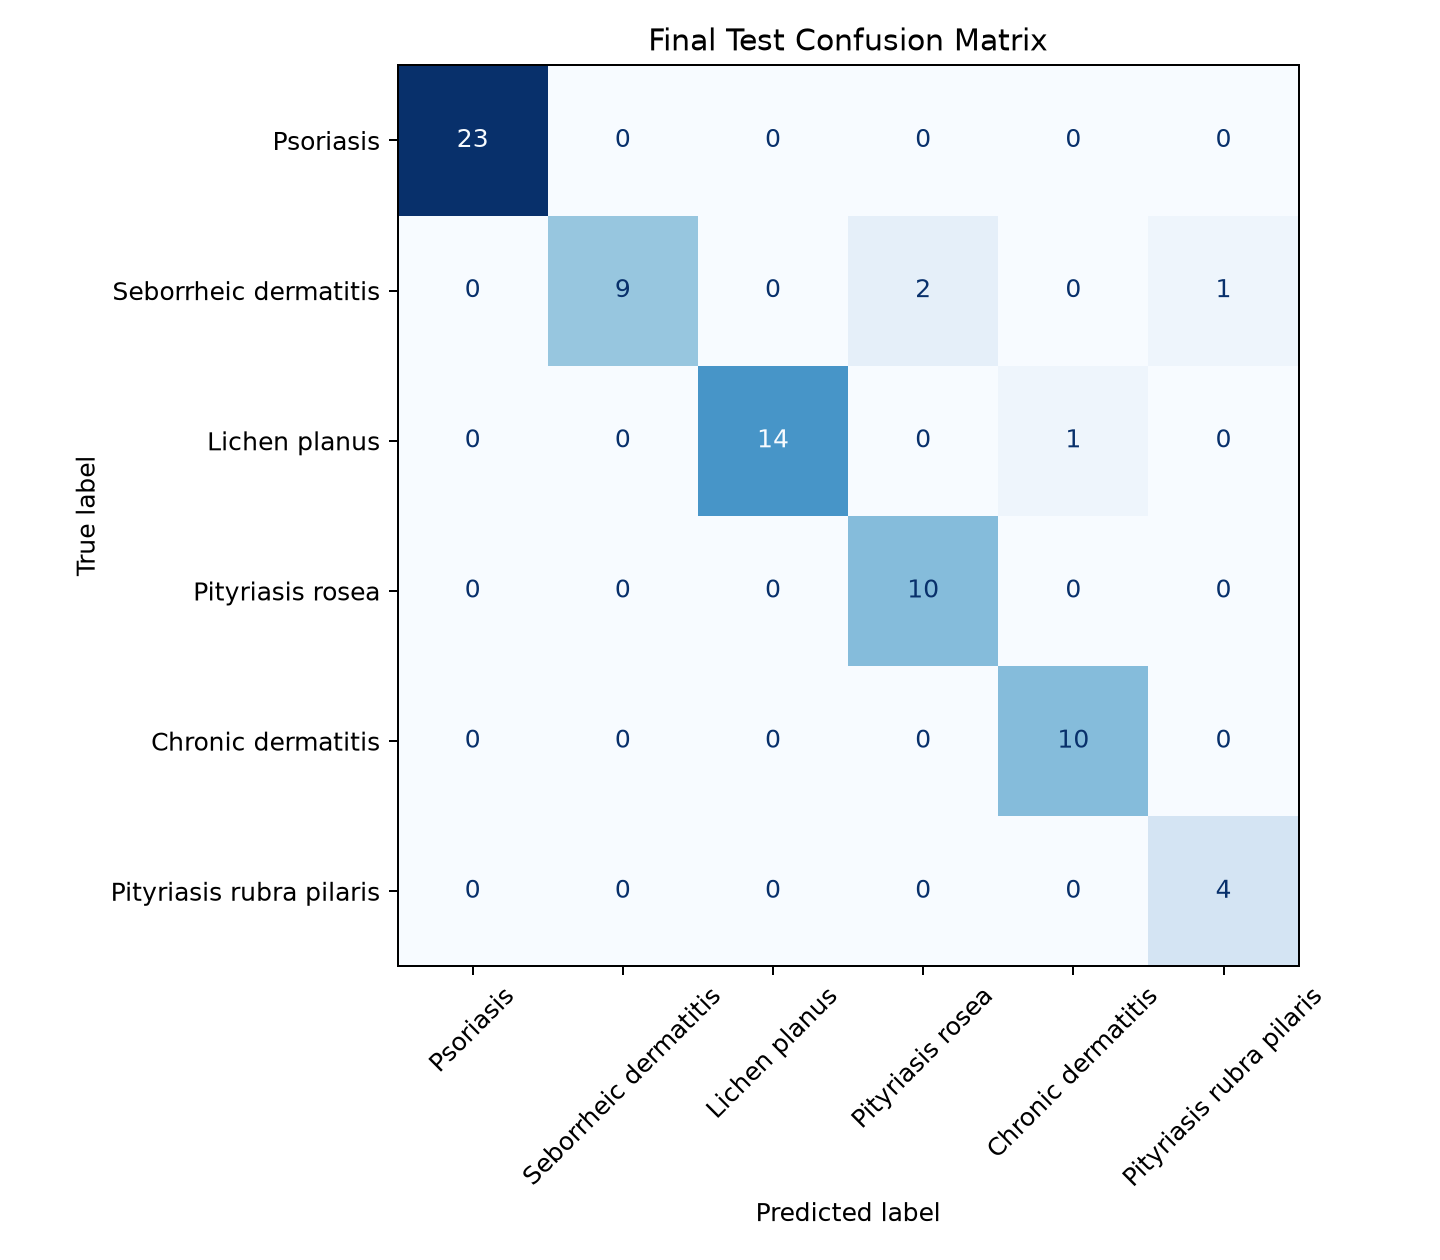 Final Test Confusion Matrix
Psoriasis 23 0 0 0 0 0
Seborrheic dermatitis 0 9 0 2 0 1
Lichen planus 0 0 14 0 1 0
Pityriasis rosea 0 0 0 10 0 0
Chronic dermatitis 0 0 0 0 10 0
Pityriasis rubra pilaris 0 0 0 0 0 4
True label
Psoriasis
Seborrheic dermatitis
Lichen planus
Pityriasis rosea
Chronic dermatitis
Pityriasis rubra pilaris
Predicted label